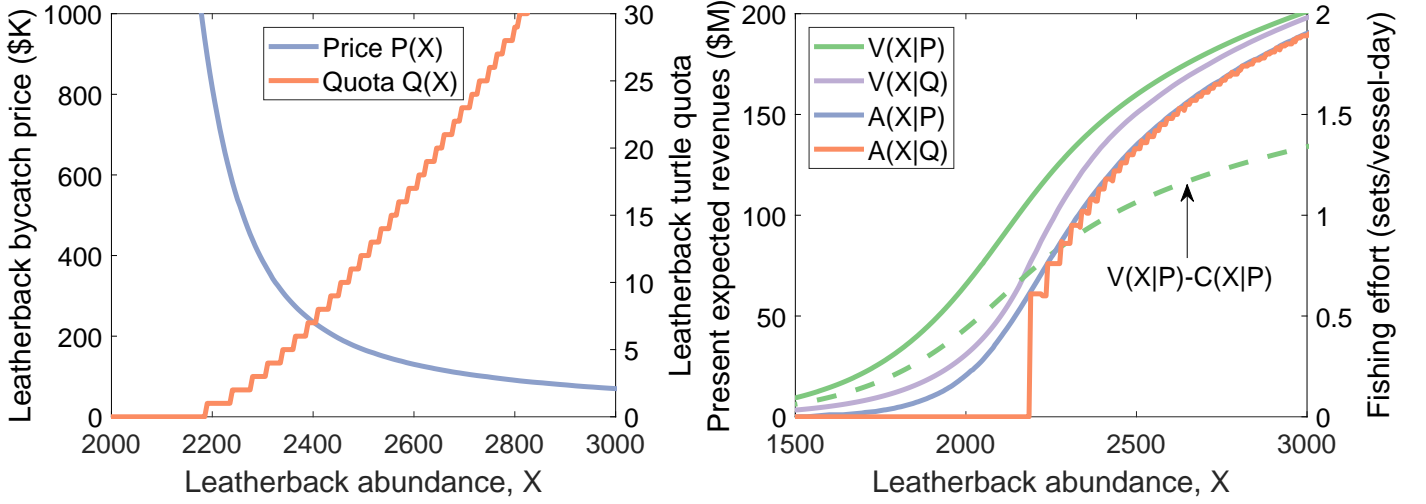 Leatherback bycatch price ($K)
1000
800
600
400
200
0
Price P(X)
Quota Q(X)
30
25
20
15
10
5
0
Leatherback turtle quota
2000 2200 2400 2600 2800 3000
Leatherback abundance, X
Present expected revenues ($M)
200
150
100
50
0
V(X|P)
V(X|Q)
A(X|P)
A(X|Q)
V(X|P)-C(X|P)
2
1.5
1
0.5
0
Fishing effort (sets/vessel-day)
1500 2000 2500 3000
Leatherback abundance, X